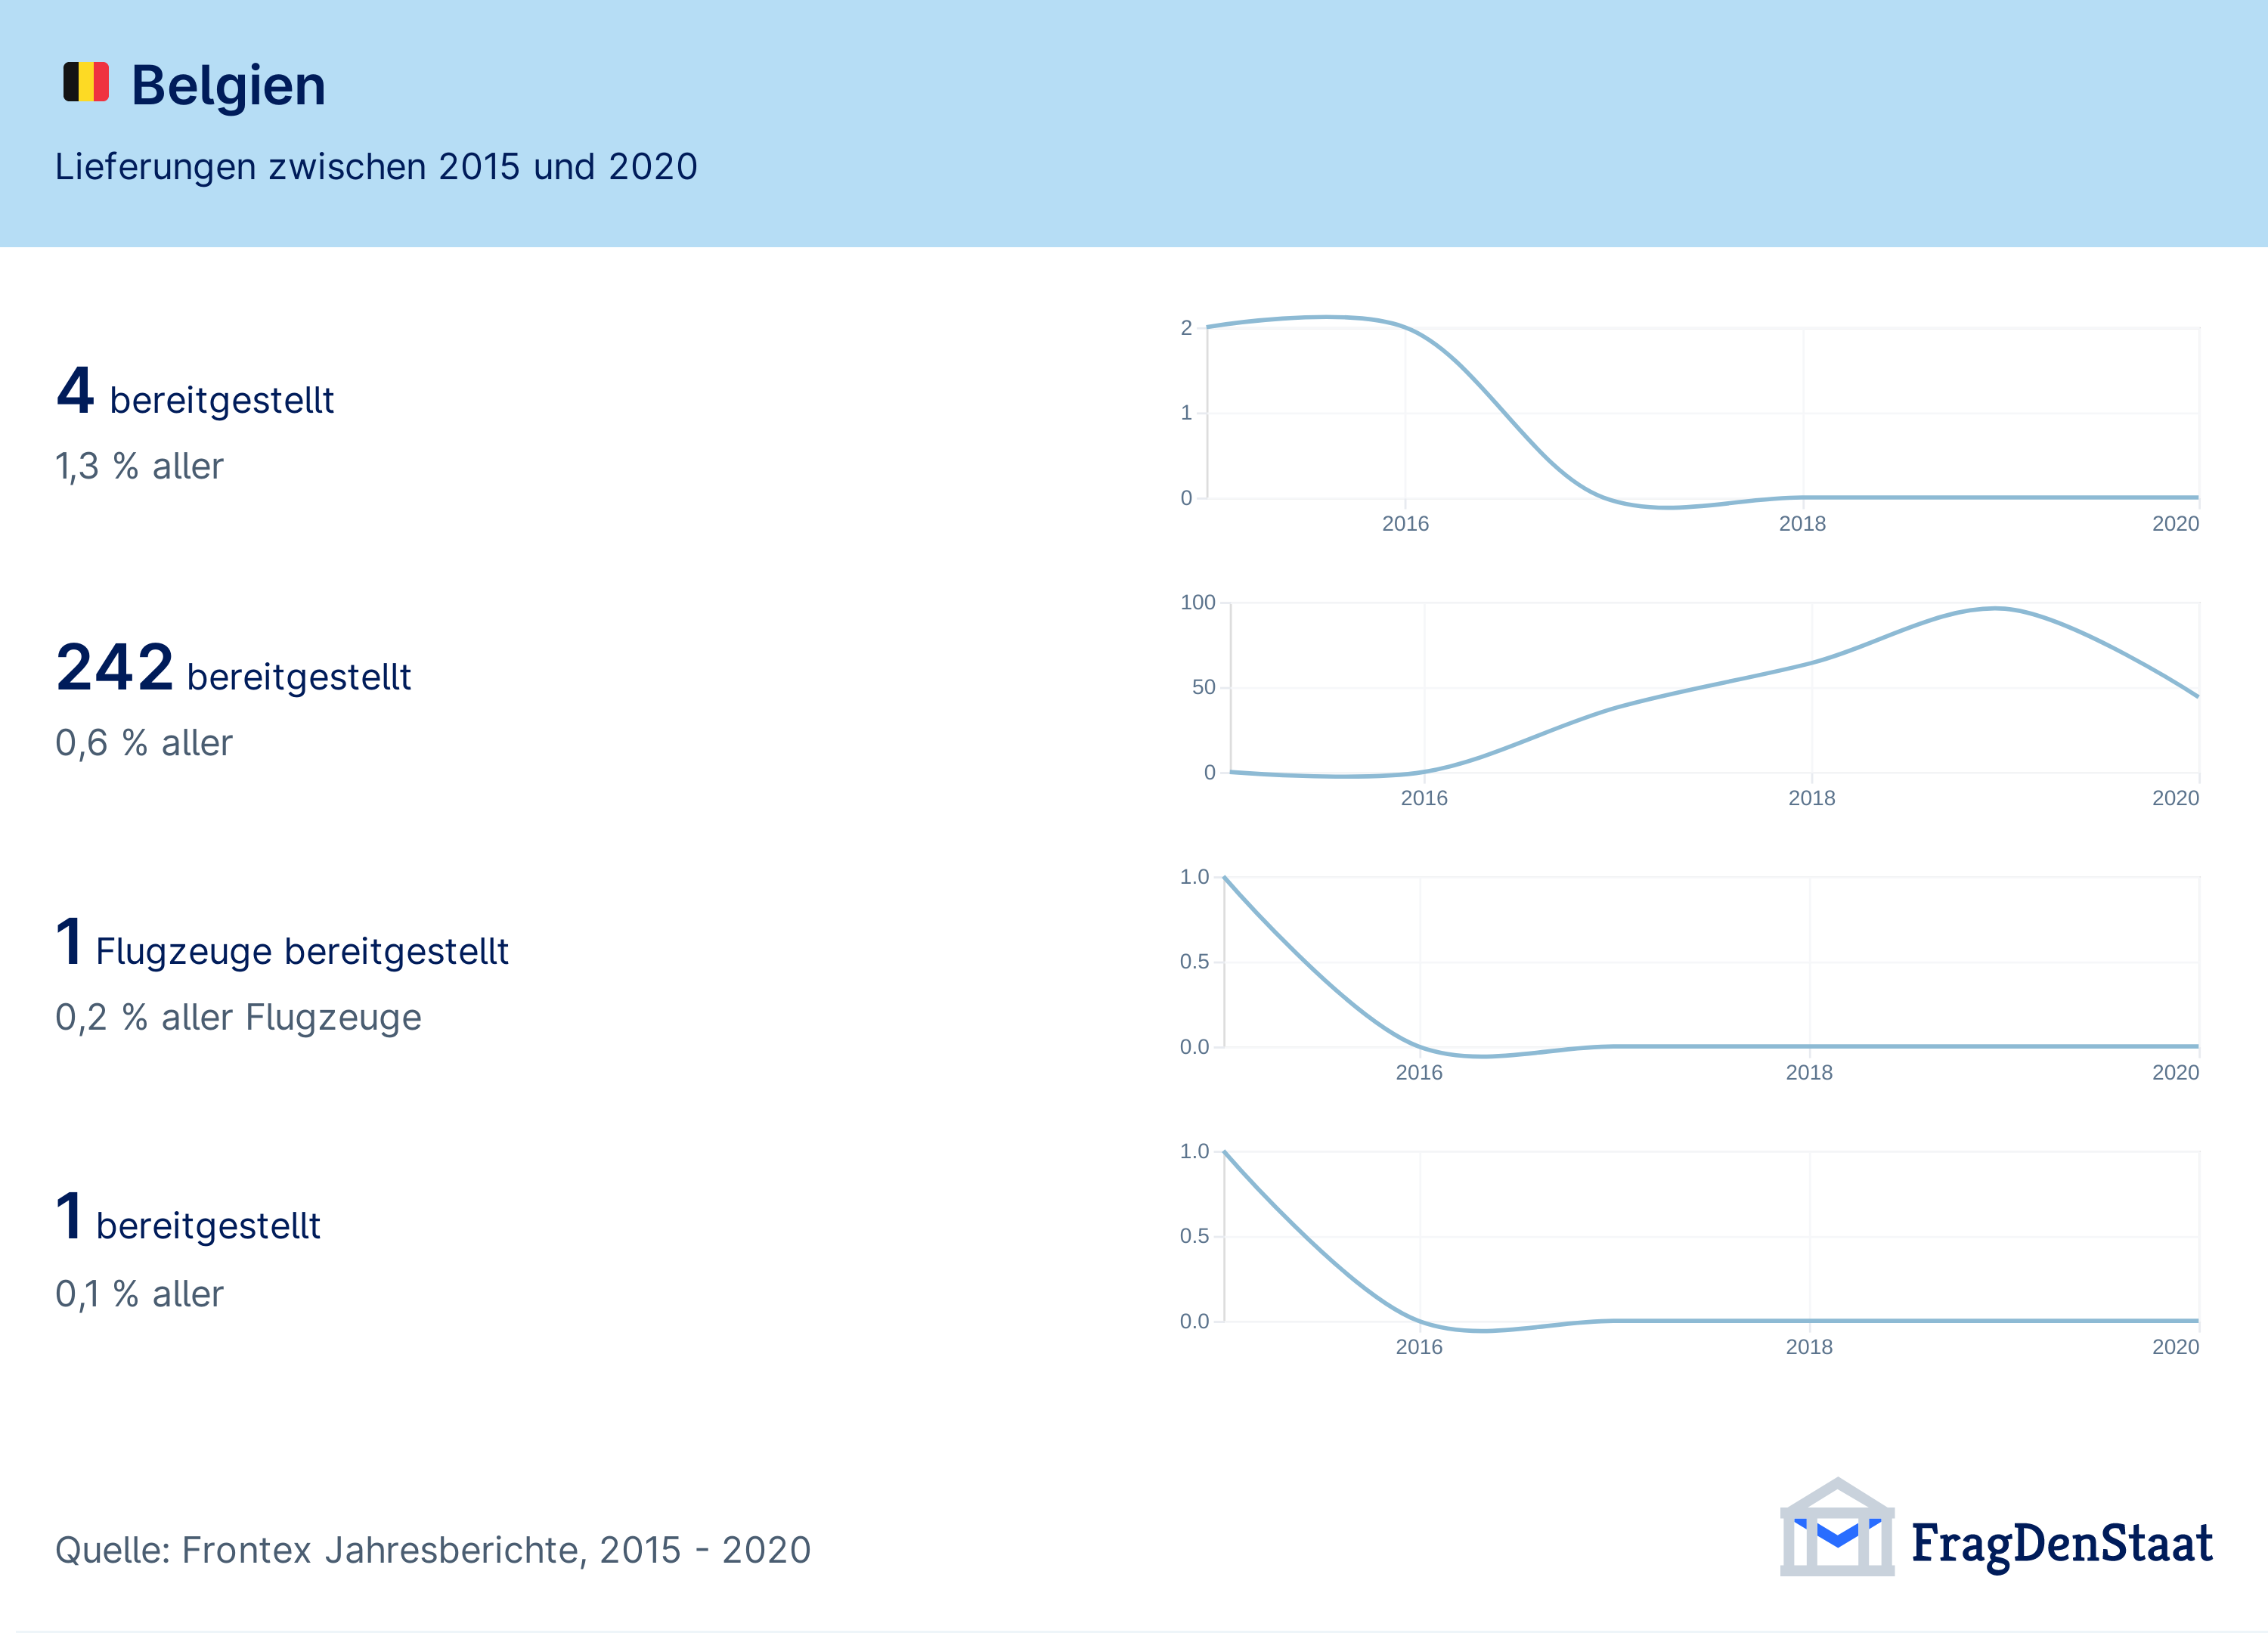 Belgien
Lieferungen zwischen 2015 und 2020
4 bereitgestellt
1,3 % aller
2
1
0
2016
2018
2020
242 bereitgestellt
0,6 % aller
100
50
0
2016
2018
2020
1 Flugzeuge bereitgestellt
0,2 % aller Flugzeuge
1.0
0.5
0.0
2016
2018
2020
1 bereitgestellt
0,1 % aller
1.0
0.5
0.0
2016
2018
2020
Quelle: Frontex Jahresberichte, 2015 - 2020
FragDenStaat